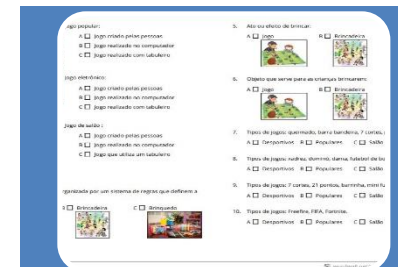 Jogo popular:
A Jogo criado pelas pessoas
B Jogo realizado no computador
C Jogo realizado com tabuleiro
Jogo eletrônico:
A Jogo criado pelas pessoas
B Jogo realizado no computador
C Jogo realizado com tabuleiro
Jogo de salão :
A Jogo criado pelas pessoas
B Jogo realizado no computador
C Jogo que utiliza um tabuleiro
organizada por um sistema de regras que definem a
B Brincadeira C Brinquedo
5. Ato ou efeito de brincar:
A Jogo B Brincadeira
6. Objeto que serve para as crianças brincarem:
A Jogo B Brincadeira
7. Tipos de jogos: queimado, barra bandeira, 7 cortes,
A Desportivos B Populares C Salão
8. Tipos de jogos: xadrez, dominó, dama, futebol de bo
A Desportivos B Populares C Salão
9. Tipos de jogos: 7 cortes, 21 pontos, barrinha, mini fu
A Desportivos B Populares C Salão
10. Tipos de jogos: Freefire, FIFA, Fortnite.
A Desportivos B Populares C Salão